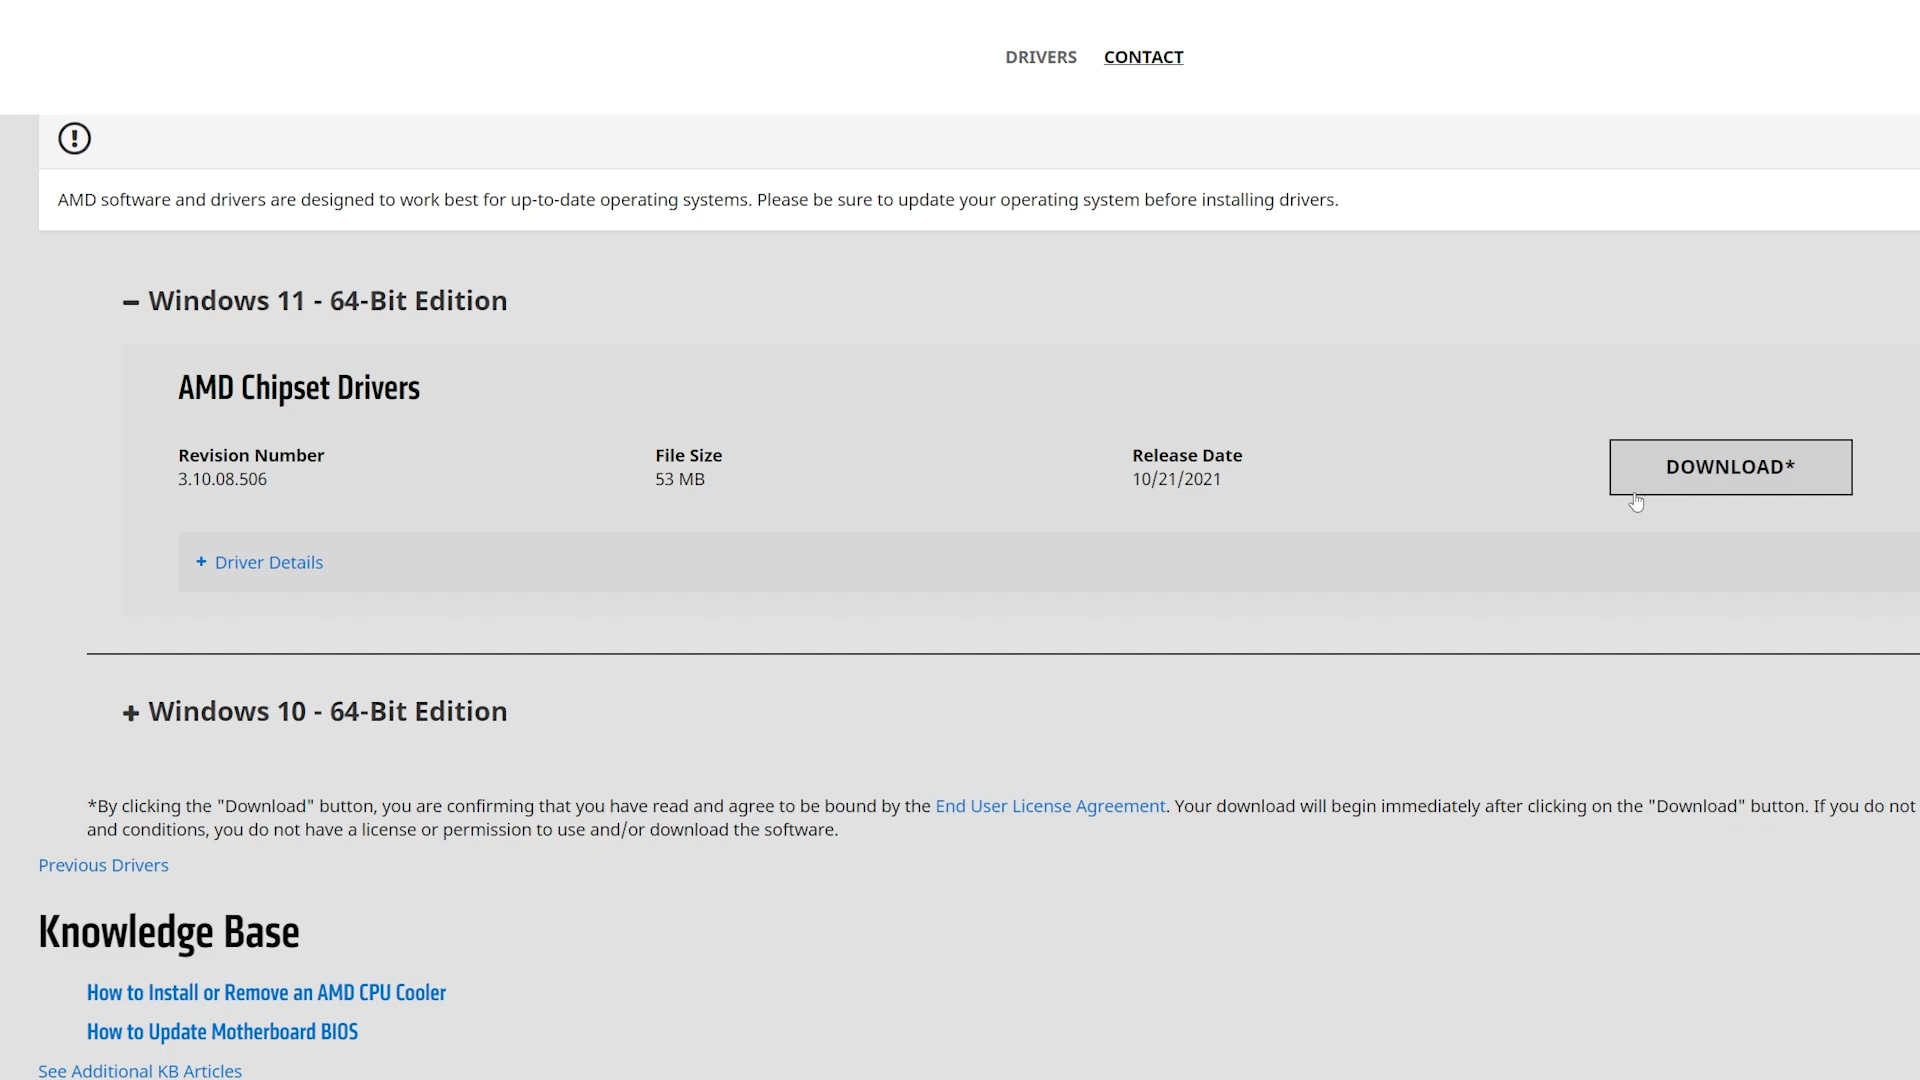 DRIVERS CONTACT
AMD software and drivers are designed to work best for up-to-date operating systems. Please be sure to update your operating system before installing drivers.
− Windows 11 - 64-Bit Edition
AMD Chipset Drivers
Revision Number File Size Release Date
3.10.08.506 53 MB 10/21/2021
DOWNLOAD*
+ Driver Details
+ Windows 10 - 64-Bit Edition
*By clicking the "Download" button, you are confirming that you have read and agree to be bound by the End User License Agreement. Your download will begin immediately after clicking on the "Download" button. If you do not
and conditions, you do not have a license or permission to use and/or download the software.
Previous Drivers
Knowledge Base
How to Install or Remove an AMD CPU Cooler
How to Update Motherboard BIOS
See Additional KB Articles